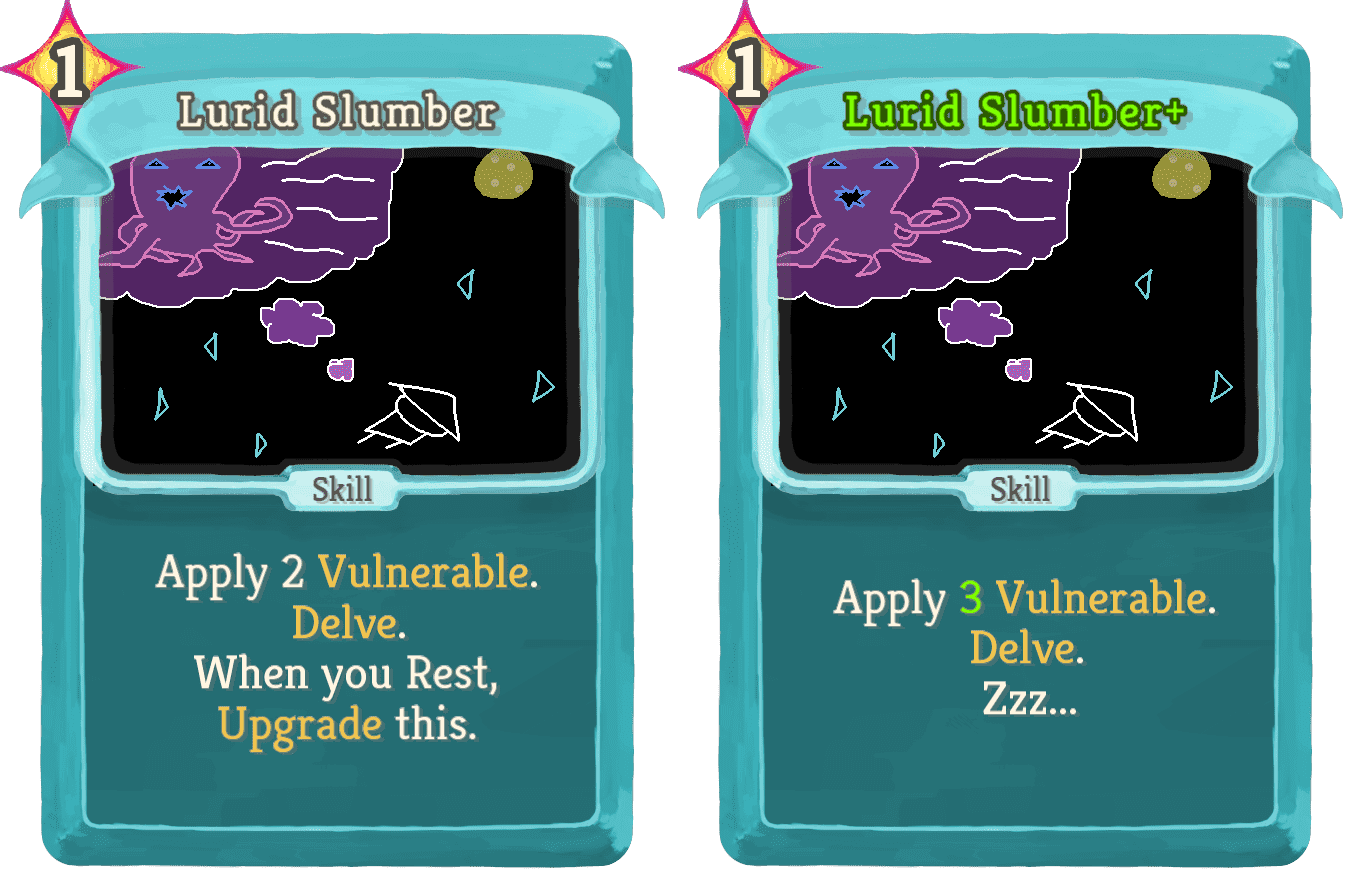 1
Lurid Slumber
Skill
Apply 2 Vulnerable.
Delve.
When you Rest,
Upgrade this.
1
Lurid Slumber+
Skill
Apply 3 Vulnerable.
Delve.
Zzz...